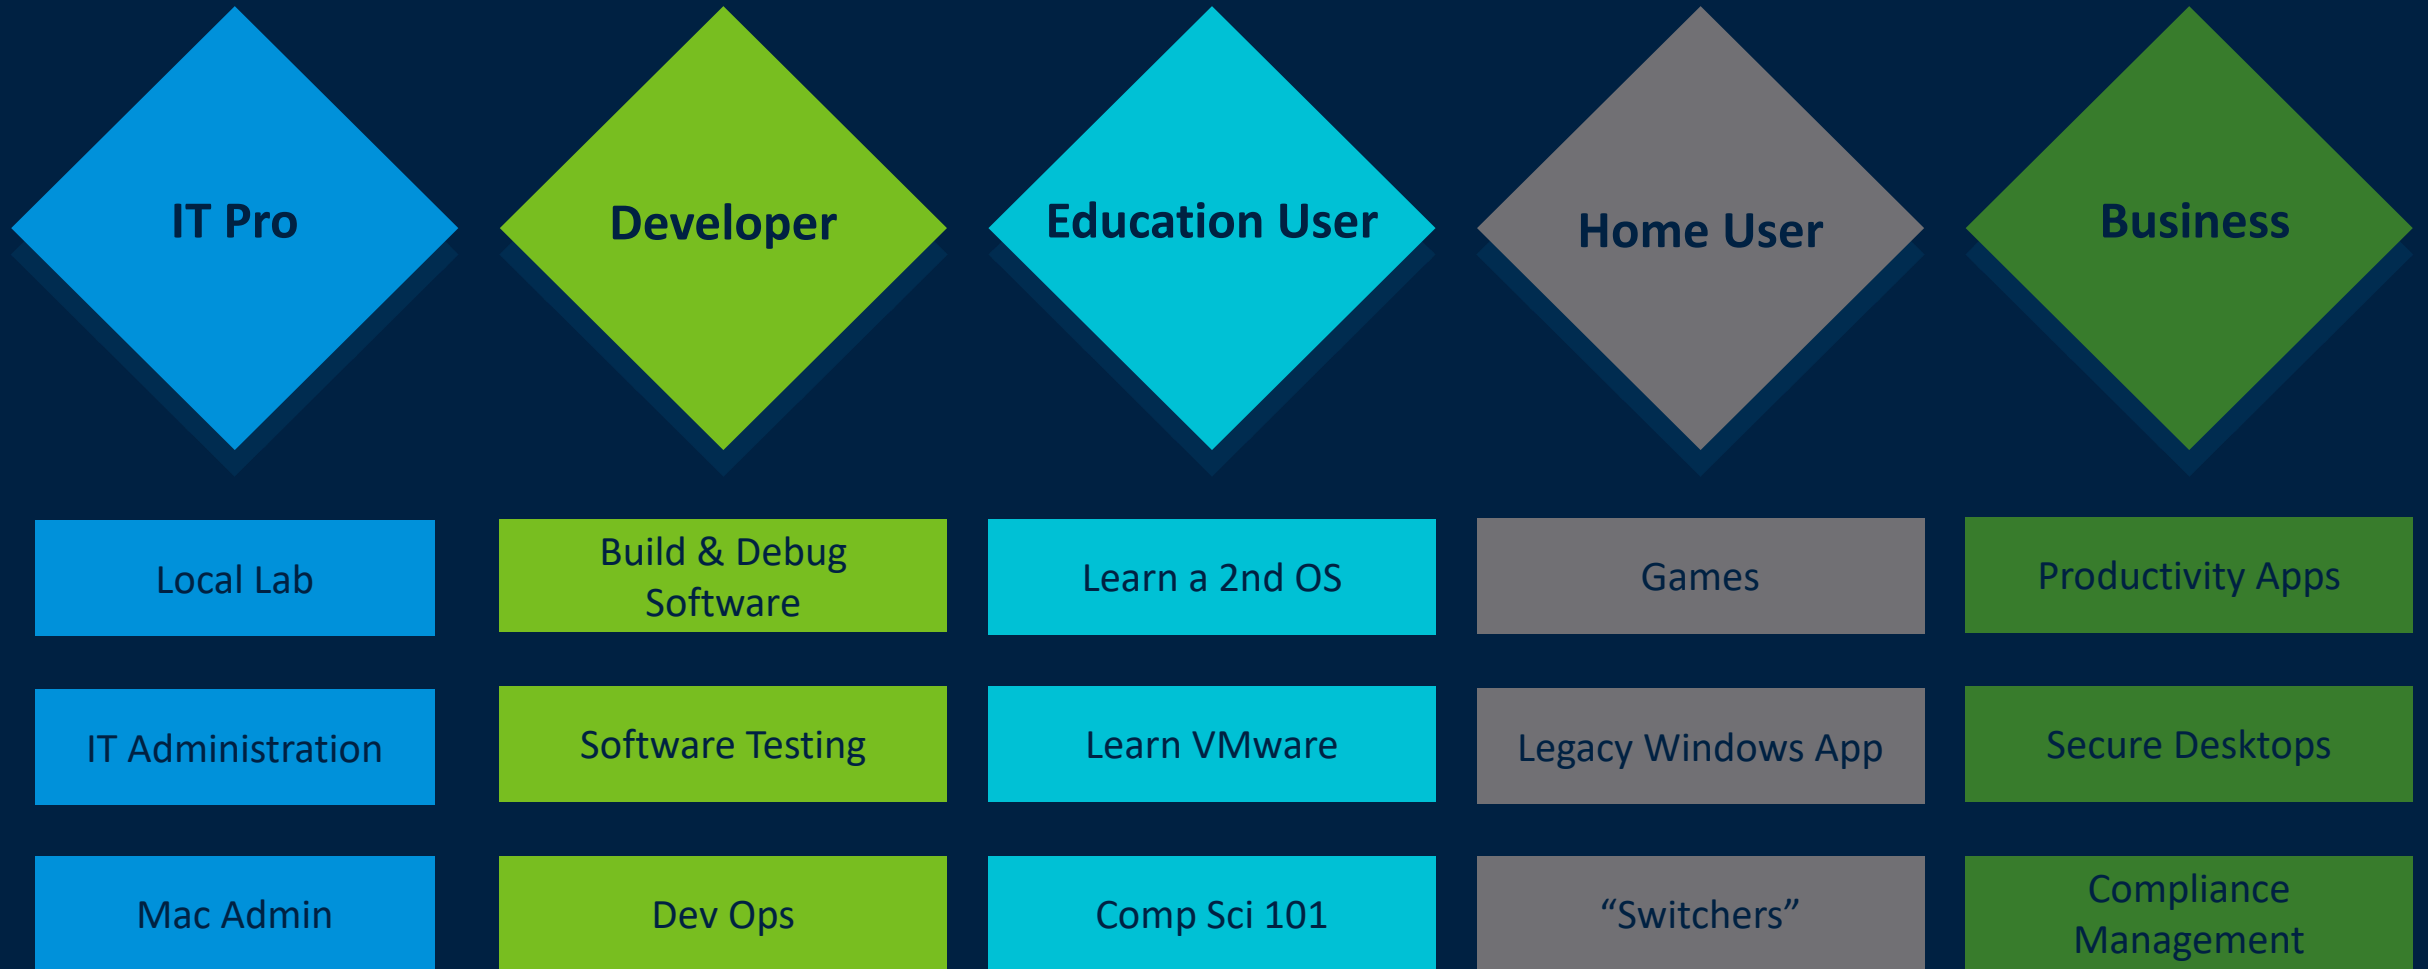 IT Pro
Developer
Education User
Home User
Business
Local Lab
Build & Debug
Software
Learn a 2nd OS
Games
Productivity Apps
IT Administration
Software Testing
Learn VMware
Legacy Windows App
Secure Desktops
Mac Admin
Dev Ops
Comp Sci 101
“Switchers”
Compliance
Management